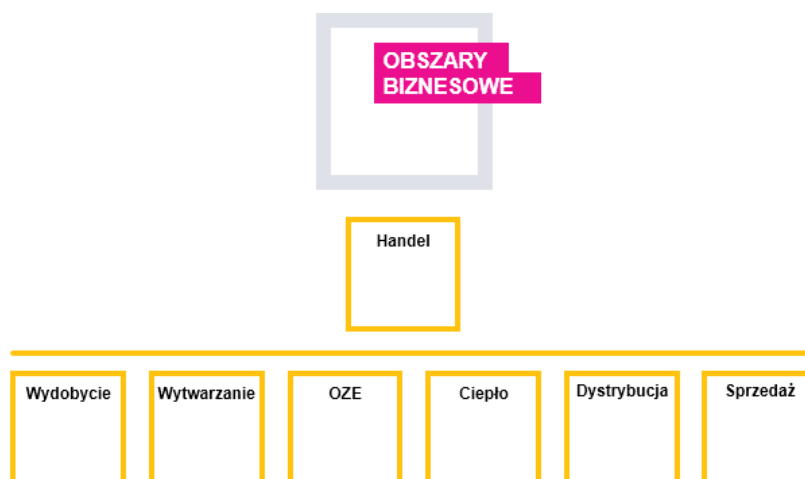 OBSZARY
BIZNESOWE
Handel
Wydobycie
Wytwarzanie
OZE
Ciepło
Dystrybucja
Sprzedaż